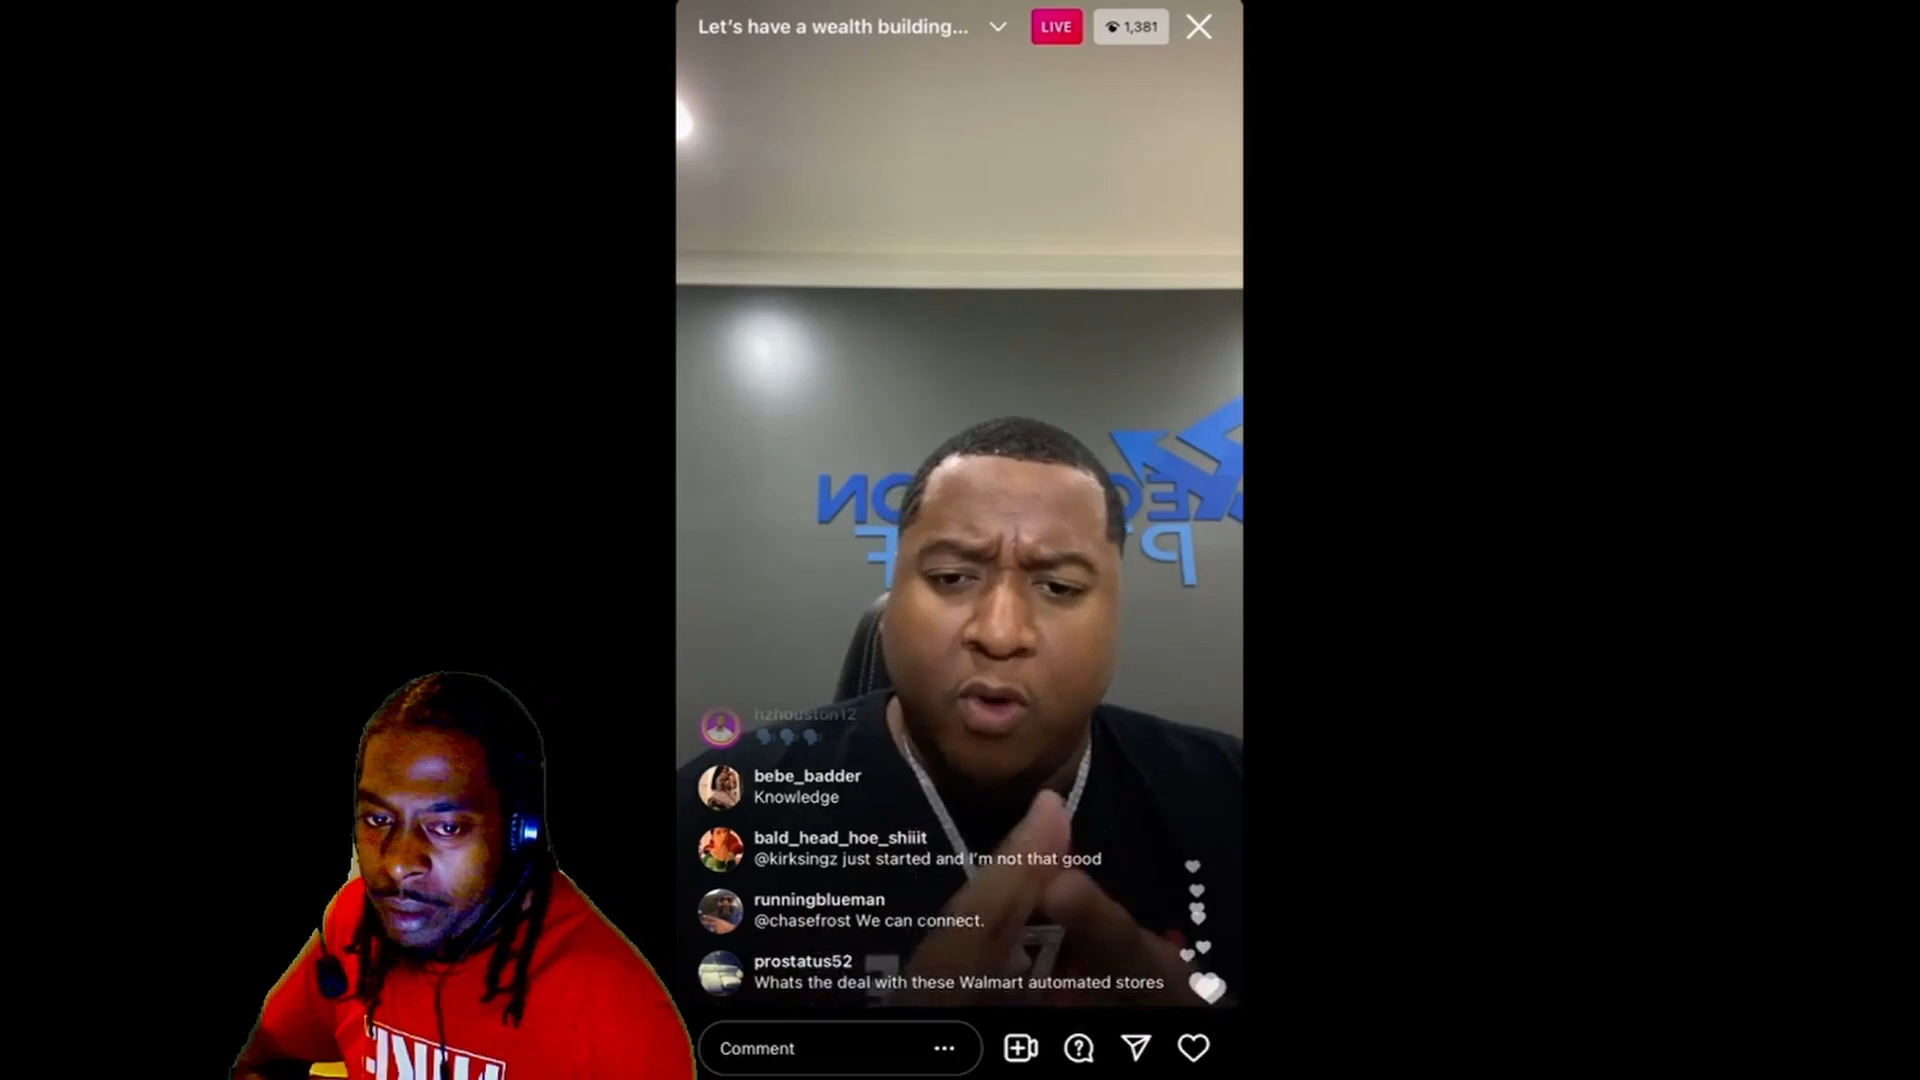 Let's have a wealth building...
LIVE
1,381
hzhouston12
bebe_badder
Knowledge
bald_head_hoe_shiiit
@kirksingz just started and I'm not that good
runningblueman
@chasefrost We can connect.
prostatus52
Whats the deal with these Walmart automated stores
Comment